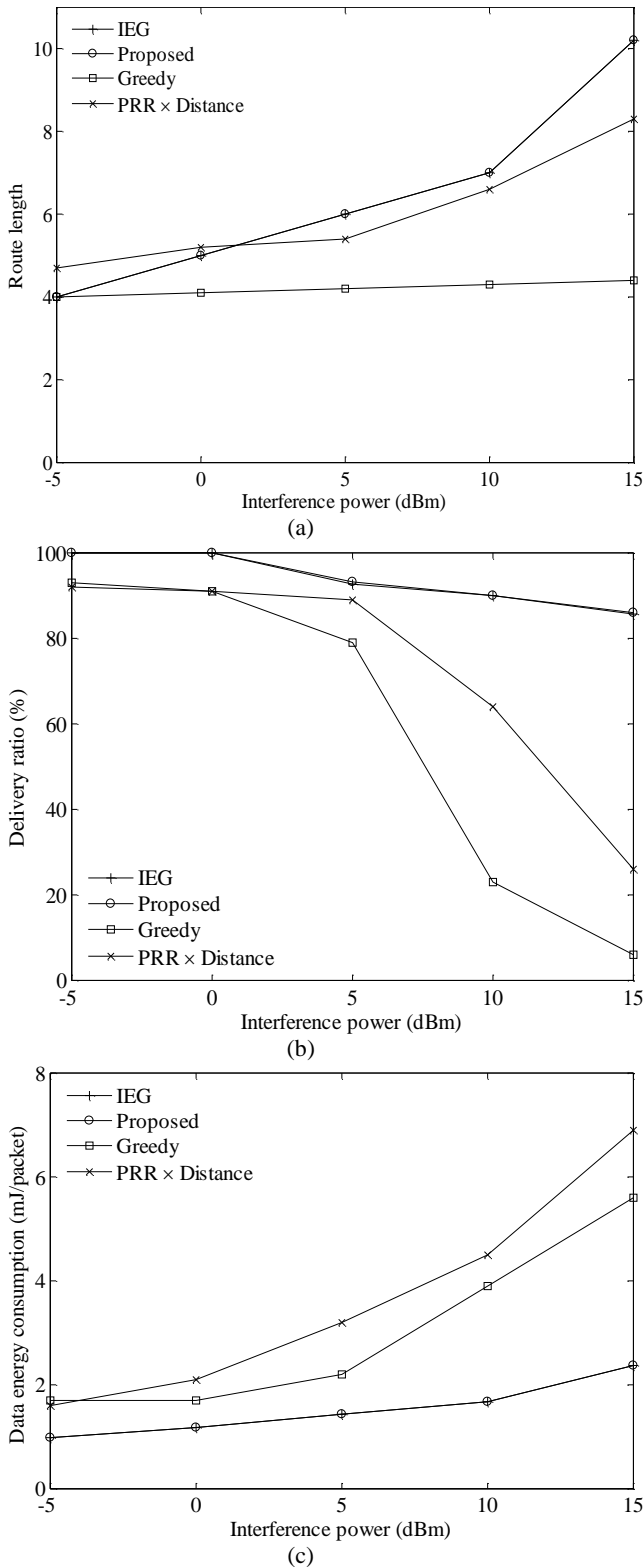 10
8
6
4
2
0
Route length
IEG
Proposed
Greedy
PRR × Distance
-5
0
5
10
15
Interference power (dBm)
(a)
100
80
60
40
20
0
Delivery ratio (%)
IEG
Proposed
Greedy
PRR × Distance
-5
0
5
10
15
Interference power (dBm)
(b)
8
6
4
2
0
Data energy consumption (mJ/packet)
IEG
Proposed
Greedy
PRR × Distance
-5
0
5
10
15
Interference power (dBm)
(c)